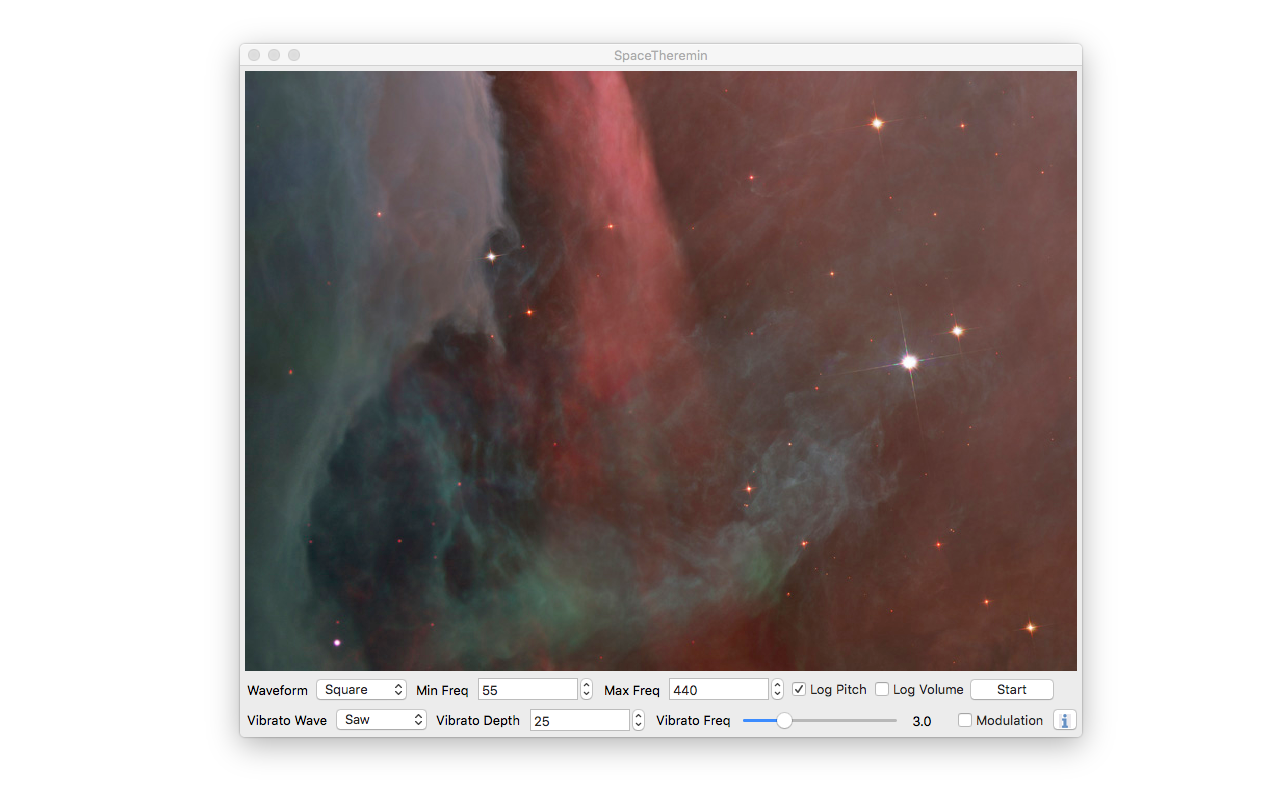 SpaceTheremin
Waveform Square Min Freq 55 Max Freq 440 Log Pitch Log Volume Start
Vibrato Wave Saw Vibrato Depth 25 Vibrato Freq 3.0 Modulation i